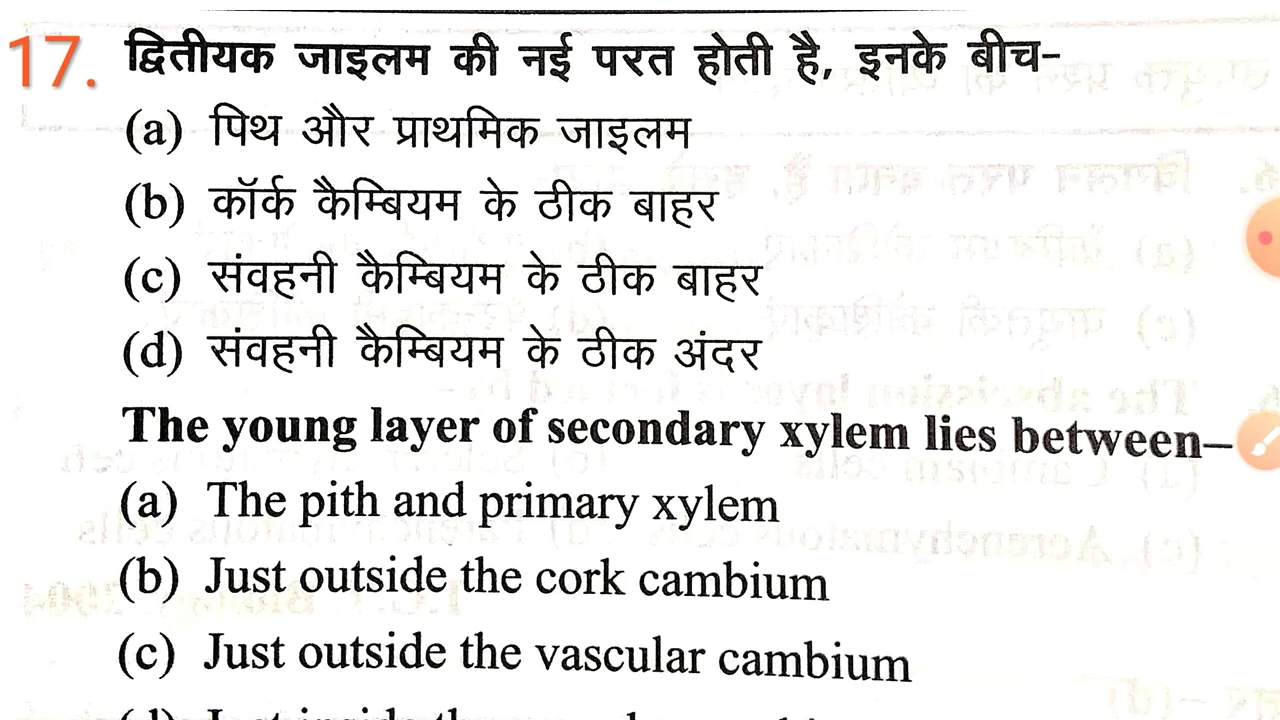 17. द्वितीयक जाइलम की नई परत होती है, इनके बीच–
(a) पिथ और प्राथमिक जाइलम
(b) कॉर्क कैम्बियम के ठीक बाहर
(c) संवहनी कैम्बियम के ठीक बाहर
(d) संवहनी कैम्बियम के ठीक अंदर
The young layer of secondary xylem lies between–
(a) The pith and primary xylem
(b) Just outside the cork cambium
(c) Just outside the vascular cambium